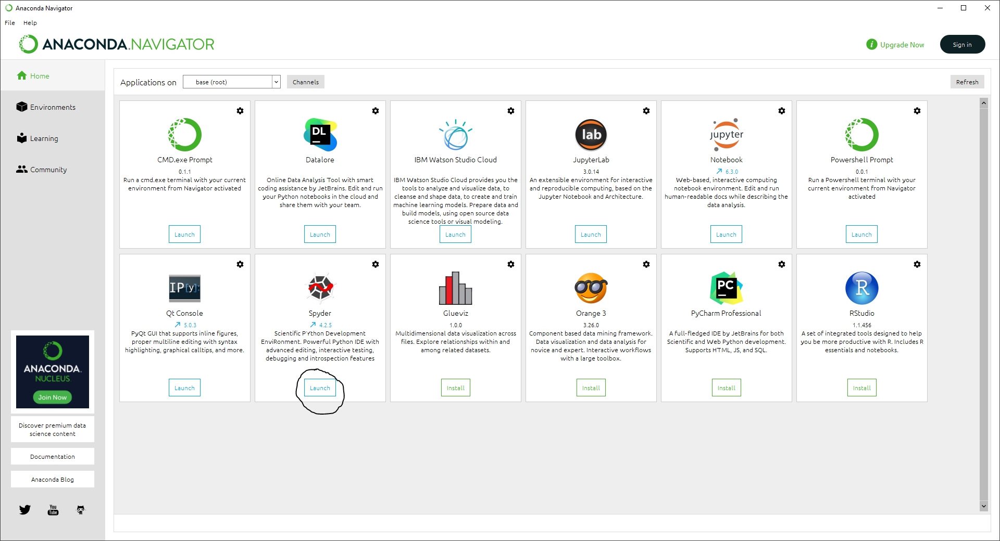 Anaconda Navigator
File Help
ANACONDA.NAVIGATOR
i Upgrade Now
Sign in
Home
Environments
Learning
Community
ANACONDA.
NUCLEUS
Join Now
Discover premium data
science content
Documentation
Anaconda Blog
You
Tube
Applications on base (root) Channels Refresh
CMD.exe Prompt
0.1.1
Run a cmd.exe terminal with your current
environment from Navigator activated
Launch
DL
Datalore
Online Data Analysis Tool with smart
coding assistance by JetBrains. Edit and run
your Python notebooks in the cloud and
share them with your team.
Launch
IBM Watson Studio Cloud
IBM Watson Studio Cloud provides you the
tools to analyze and visualize data, to
cleanse and shape data, to create and train
machine learning models. Prepare data and
build models, using open source data
science tools or visual modeling.
Launch
lab
JupyterLab
3.0.14
An extensible environment for interactive
and reproducible computing, based on the
Jupyter Notebook and Architecture.
Launch
jupyter
Notebook
6.3.0
Web-based, interactive computing
notebook environment. Edit and run
human-readable docs while describing the
data analysis.
Launch
Powershell Prompt
0.0.1
Run a Powershell terminal with your
current environment from Navigator
activated
Launch
IP[y]:
Qt Console
5.0.3
PyQt GUI that supports inline figures,
proper multiline editing with syntax
highlighting, graphical calltips, and more.
Launch
Spyder
4.2.5
Scientific PYthon Development
EnviRonment. Powerful Python IDE with
advanced editing, interactive testing,
debugging and introspection features
Launch
Glueviz
1.0.0
Multidimensional data visualization across
files. Explore relationships within and
among related datasets.
Install
Orange 3
3.26.0
Component based data mining framework.
Data visualization and data analysis for
novice and expert. Interactive workflows
with a large toolbox.
Install
PC
PyCharm Professional
A full-fledged IDE by JetBrains for both
Scientific and Web Python development.
Supports HTML, JS, and SQL.
Install
R
RStudio
1.1.456
A set of integrated tools designed to help
you be more productive with R. Includes R
essentials and notebooks.
Install